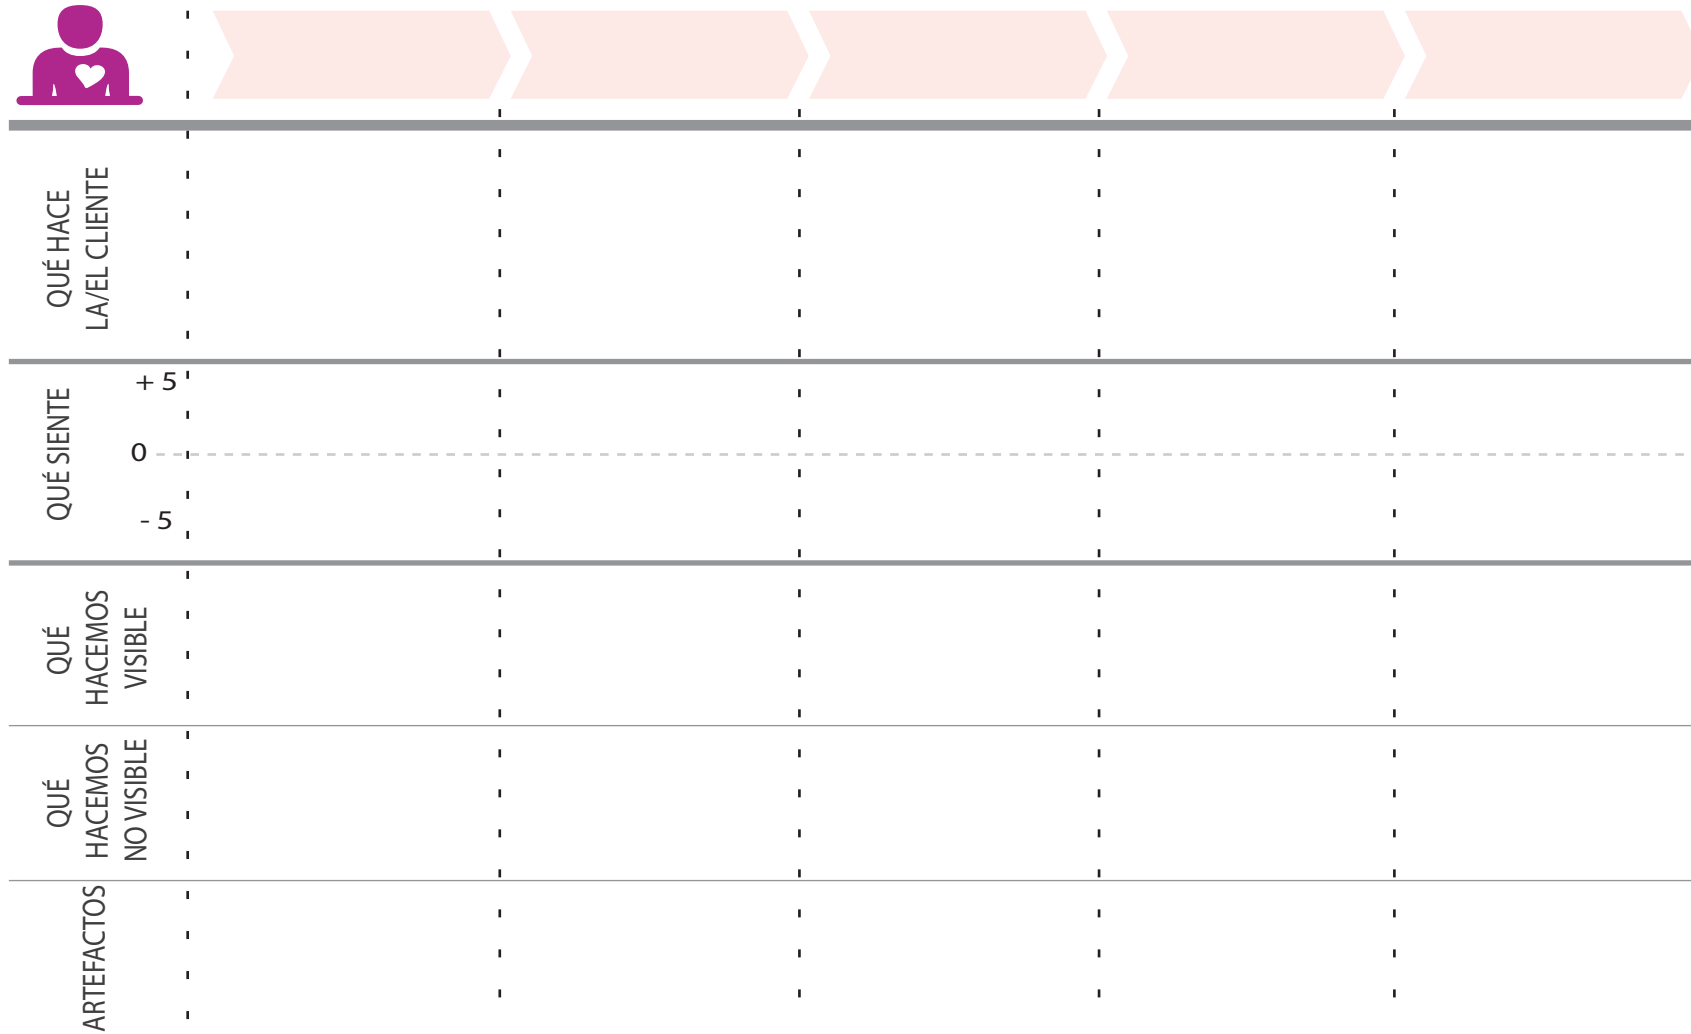 QUÉ HACE
LA/EL CLIENTE
QUÉ SIENTE
+ 5
0
- 5
QUÉ
HACEMOS
VISIBLE
QUÉ
HACEMOS
NO VISIBLE
ARTEFACTOS